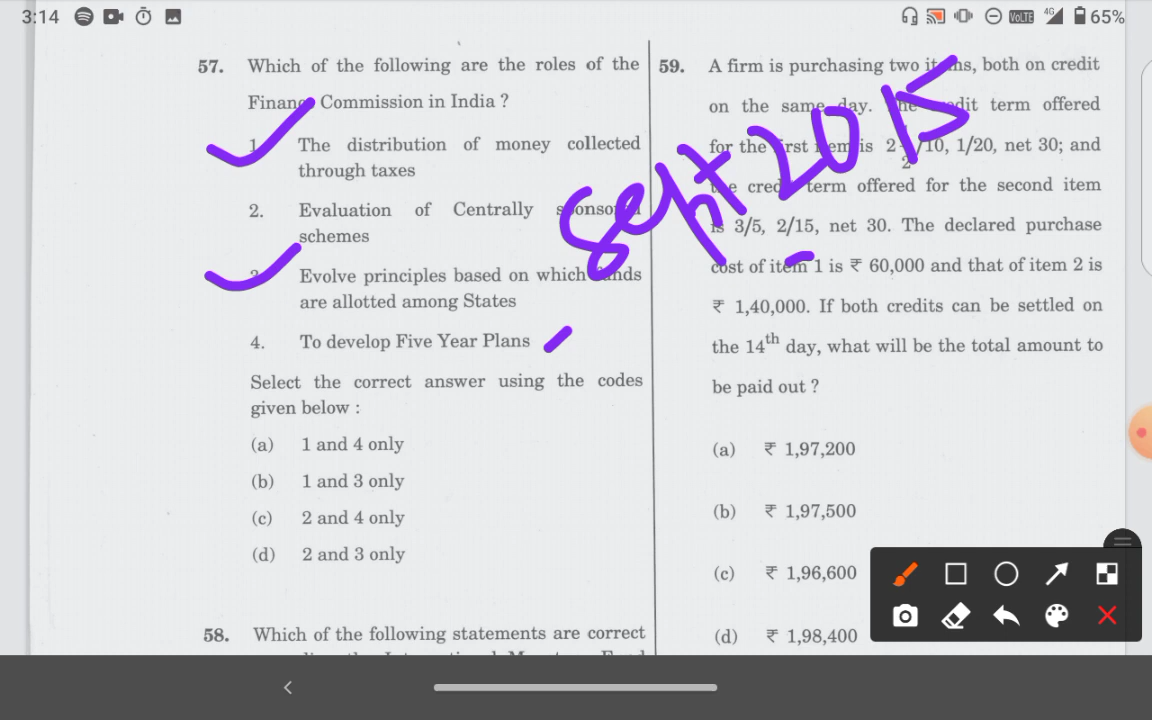 3:14
VoLTE 4G 65%
57. Which of the following are the roles of the
Finance Commission in India ?
1. The distribution of money collected
through taxes
2. Evaluation of Centrally sponsored
schemes
3. Evolve principles based on which funds
are allotted among States
4. To develop Five Year Plans
Select the correct answer using the codes
given below :
(a) 1 and 4 only
(b) 1 and 3 only
(c) 2 and 4 only
(d) 2 and 3 only
58. Which of the following statements are correct
Sept 2015
59. A firm is purchasing two items, both on credit
on the same day. The credit term offered
for the first item is 2 1/2 /10, 1/20, net 30; and
the credit term offered for the second item
is 3/5, 2/15, net 30. The declared purchase
cost of item 1 is ₹ 60,000 and that of item 2 is
₹ 1,40,000. If both credits can be settled on
the 14th day, what will be the total amount to
be paid out ?
(a) ₹ 1,97,200
(b) ₹ 1,97,500
(c) ₹ 1,96,600
(d) ₹ 1,98,400